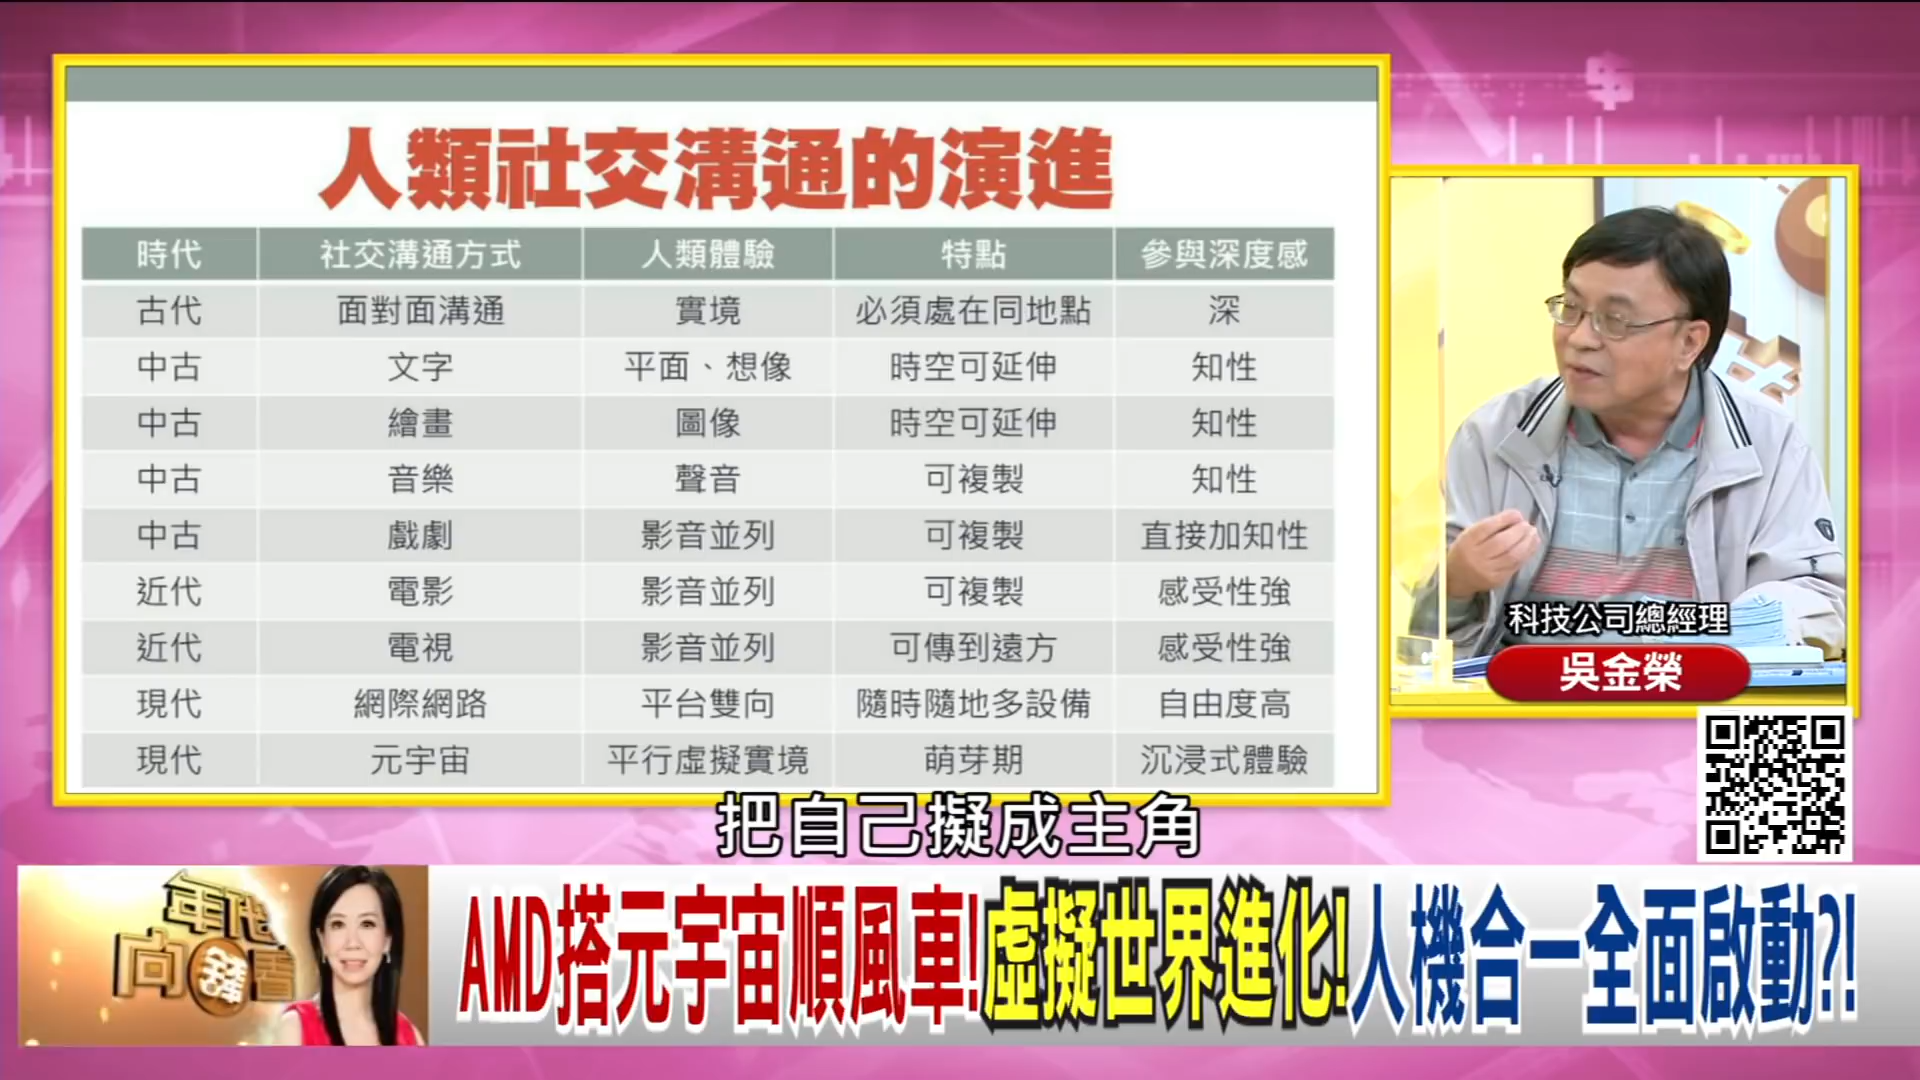 人類社交溝通的演進
時代 社交溝通方式 人類體驗 特點 參與深度感
古代 面對面溝通 實境 必須處在同地點 深
中古 文字 平面、想像 時空可延伸 知性
中古 繪畫 圖像 時空可延伸 知性
中古 音樂 聲音 可複製 知性
中古 戲劇 影音並列 可複製 直接加知性
近代 電影 影音並列 可複製 感受性強
近代 電視 影音並列 可傳到遠方 感受性強
現代 網際網路 平台雙向 隨時隨地多設備 自由度高
現代 元宇宙 平行虛擬實境 萌芽期 沉浸式體驗
科技公司總經理
吳金榮
把自己擬成主角
年代
向錢看
AMD搭元宇宙順風車!虛擬世界進化!人機合一全面啟動?!